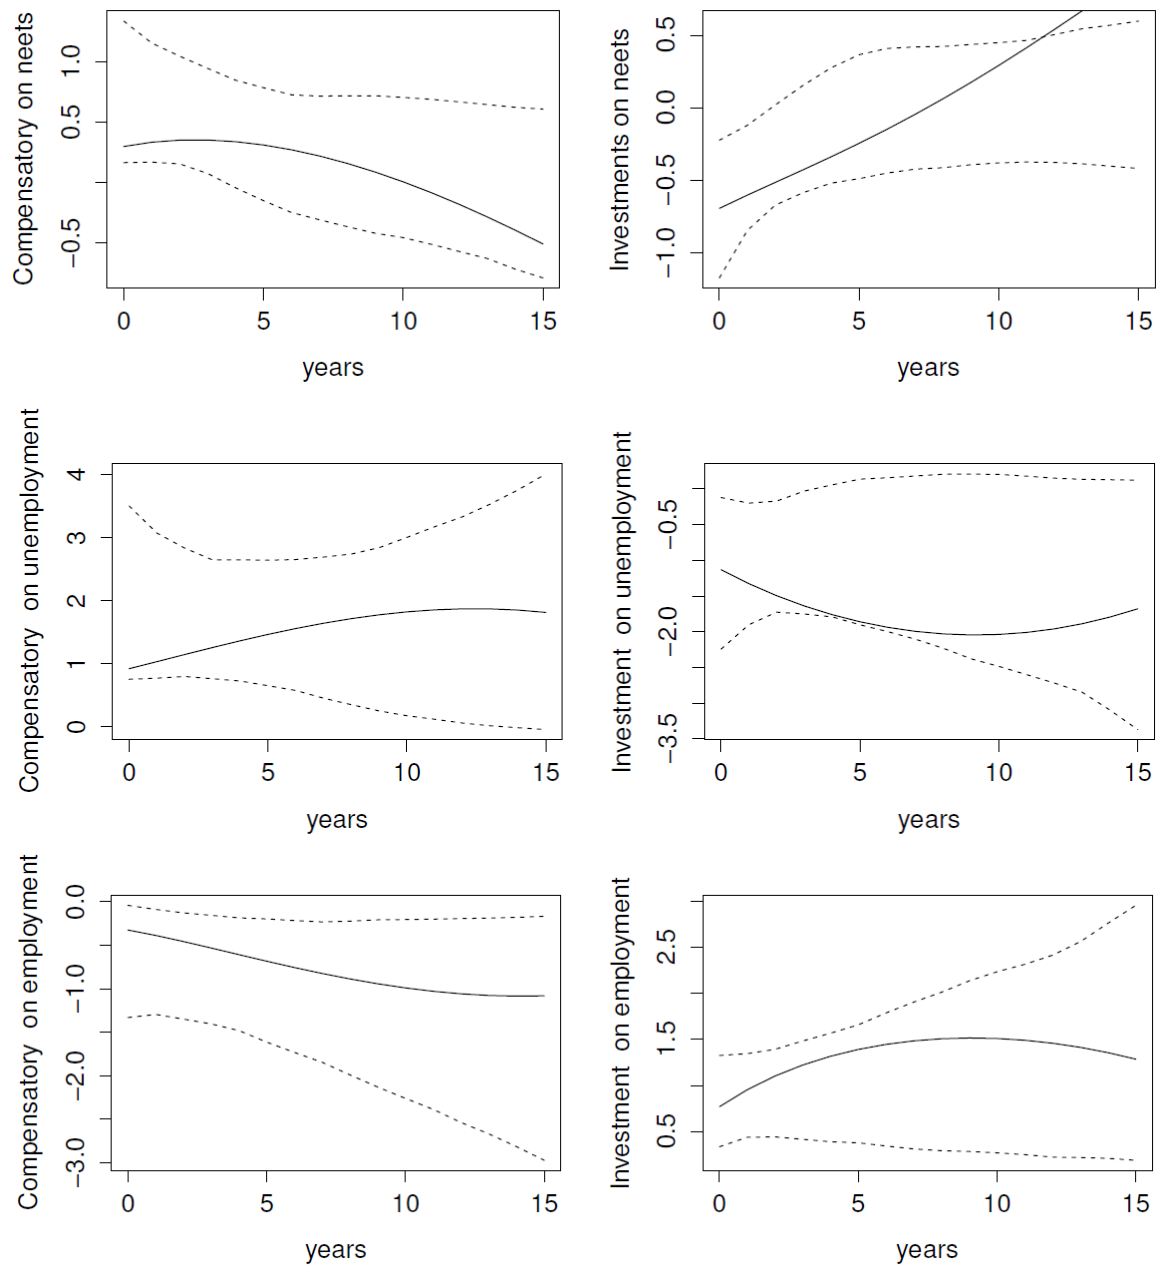 Compensatory on neets
1.0
0.5
−0.5
0 5 10 15
years
Investments on neets
0.5
0.0
−0.5
−1.0
0 5 10 15
years
Compensatory on unemployment
4
3
2
1
0
0 5 10 15
years
Investment on unemployment
−0.5
−2.0
−3.5
0 5 10 15
years
Compensatory on employment
0.0
−1.0
−2.0
−3.0
0 5 10 15
years
Investment on employment
2.5
1.5
0.5
0 5 10 15
years